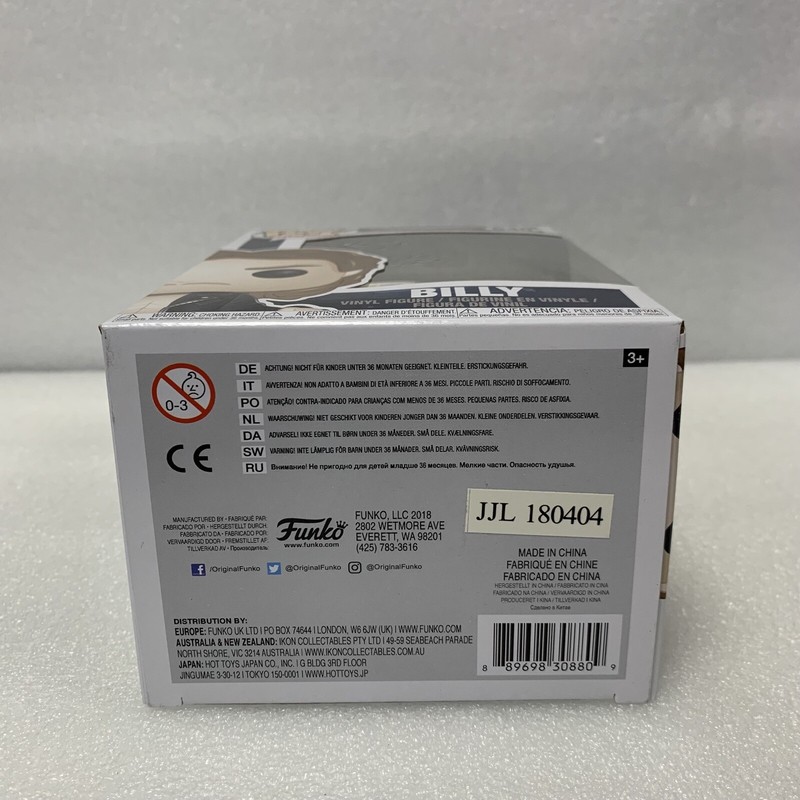 BILLY
VINYL FIGURE / FIGURINE EN VINYLE /
FIGURA DE VINIL
WARNING: CHOKING HAZARD
AVERTISSEMENT: DANGER D'ÉTOUFFEMENT
ADVERTENCIA: PELIGRO DE ASFIXIA
3+
0-3
DE ACHTUNG! NICHT FÜR KINDER UNTER 36 MONATEN GEEIGNET. KLEINTEILE. ERSTICKUNGSGEFAHR.
IT AVVERTENZA! NON ADATTO A BAMBINI DI ETÀ INFERIORE A 36 MESI. PICCOLE PARTI. RISCHIO DI SOFFOCAMENTO.
PO ATENÇÃO! CONTRA-INDICADO PARA CRIANÇAS COM MENOS DE 36 MESES. PEQUENAS PARTES. RISCO DE ASFIXIA.
NL WAARSCHUWING! NIET GESCHIKT VOOR KINDEREN JONGER DAN 36 MAANDEN. KLEINE ONDERDELEN. VERSTIKKINGSGEVAAR.
DA ADVARSEL! IKKE EGNET TIL BØRN UNDER 36 MÅNEDER. SMÅ DELE. KVÆLNINGSFARE.
SW VARNING! INTE LÄMPLIG FÖR BARN UNDER 36 MÅNADER. SMÅ DELAR. KVÄVNINGSRISK.
RU Внимание! Не пригодно для детей младше 36 месяцев. Мелкие части. Опасность удушья.
CE
MANUFACTURED BY • FABRIQUÉ PAR
FABRICADO POR • HERGESTELLT DURCH
FABBRICATO DA • FABRICADO POR
VERVAARDIGD DOOR • FREMSTILLET AF
TILLVERKAD AV • Производитель
Funko
www.funko.com
FUNKO, LLC 2018
2802 WETMORE AVE
EVERETT, WA 98201
(425) 783-3616
JJL 180404
/OriginalFunko @OriginalFunko @OriginalFunko
MADE IN CHINA
FABRIQUÉ EN CHINE
FABRICADO EN CHINA
HERGESTELLT IN CHINA / FABBRICATO IN CINA
FABRICADO NA CHINA / VERVAARDIGD IN CHINA
PRODUCERET I KINA / TILLVERKAD I KINA
Сделано в Китае
DISTRIBUTION BY:
EUROPE: FUNKO UK LTD I PO BOX 74644 I LONDON, W6 6JW (UK) I WWW.FUNKO.COM
AUSTRALIA & NEW ZEALAND: IKON COLLECTABLES PTY LTD I 49-59 SEABEACH PARADE
NORTH SHORE, VIC 3214 AUSTRALIA I WWW.IKONCOLLECTABLES.COM.AU
JAPAN: HOT TOYS JAPAN CO., INC. I G BLDG 3RD FLOOR
JINGUMAE 3-30-12 I TOKYO 150-0001 I WWW.HOTTOYS.JP
8 89698 30880 9